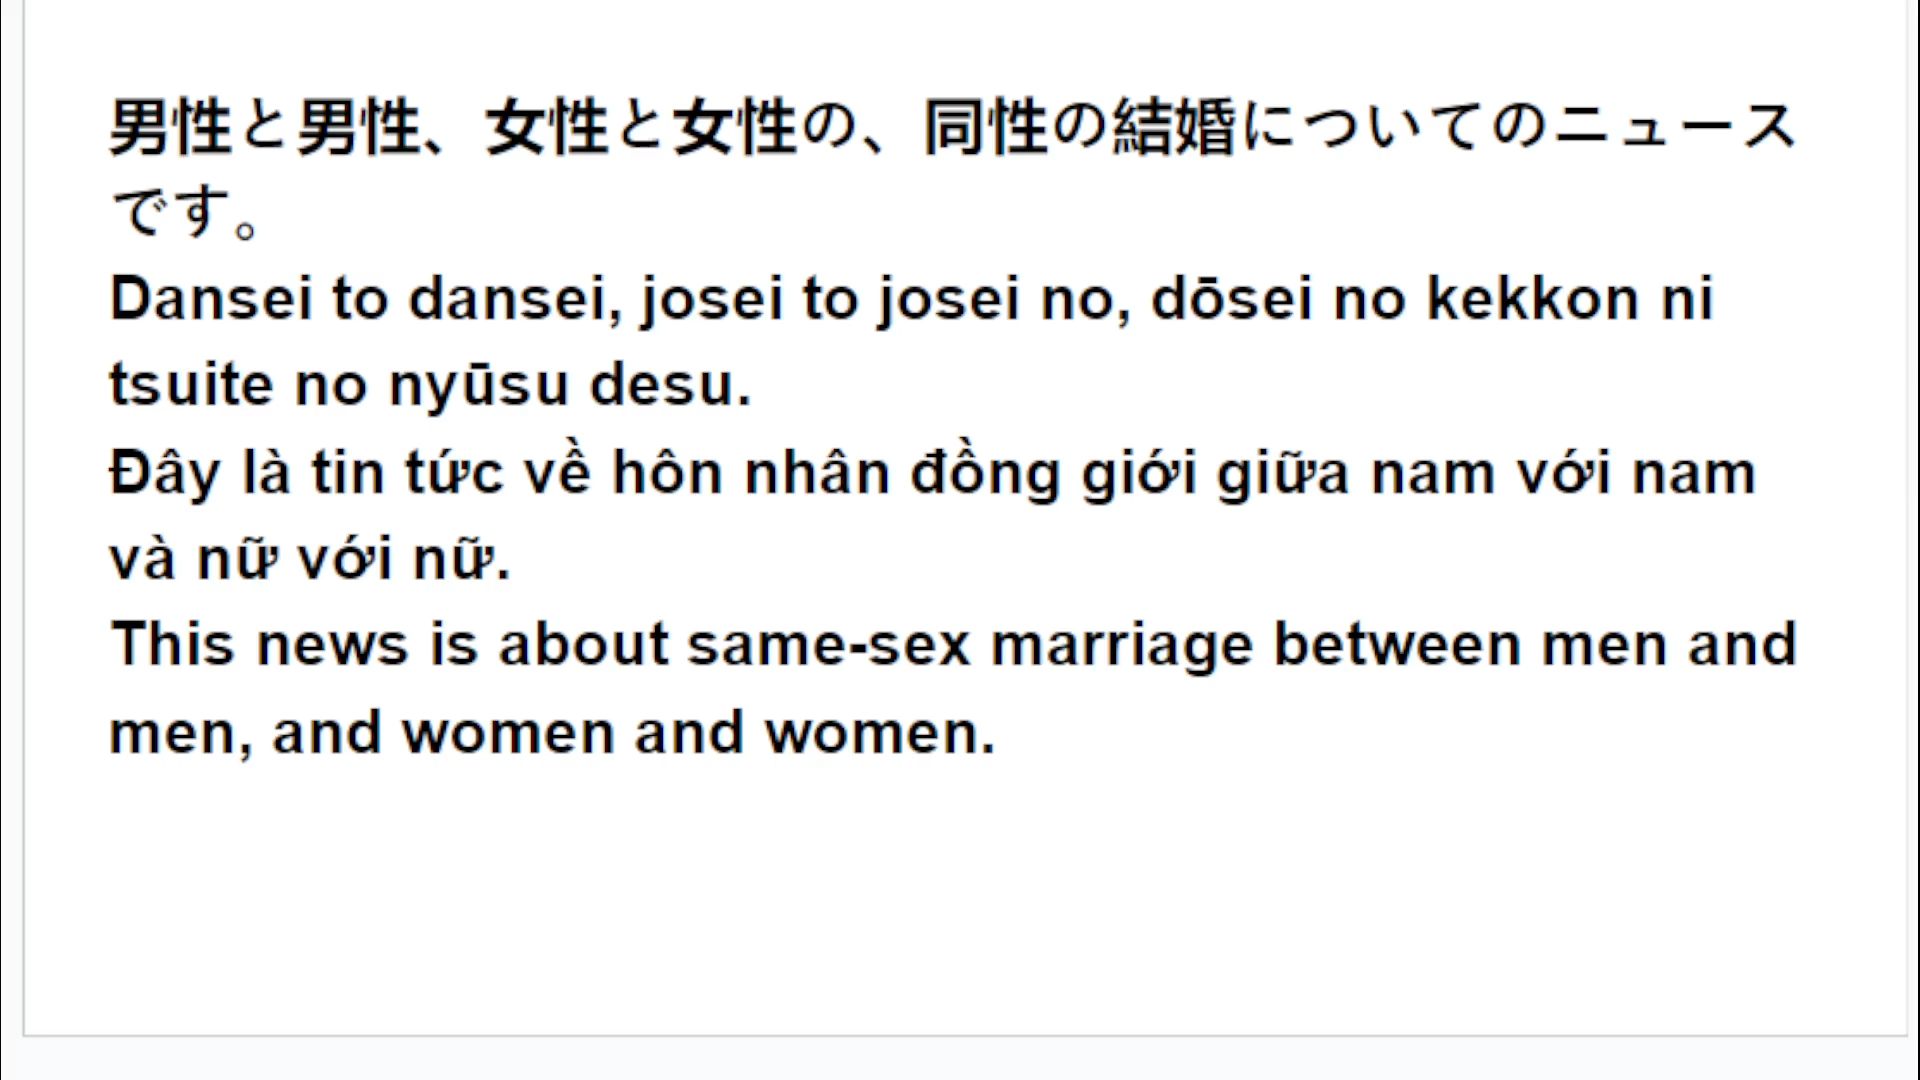 男性と男性、女性と女性の、同性の結婚についてのニュース
です。
Dansei to dansei, josei to josei no, dōsei no kekkon ni
tsuite no nyūsu desu.
Đây là tin tức về hôn nhân đồng giới giữa nam với nam
và nữ với nữ.
This news is about same-sex marriage between men and
men, and women and women.